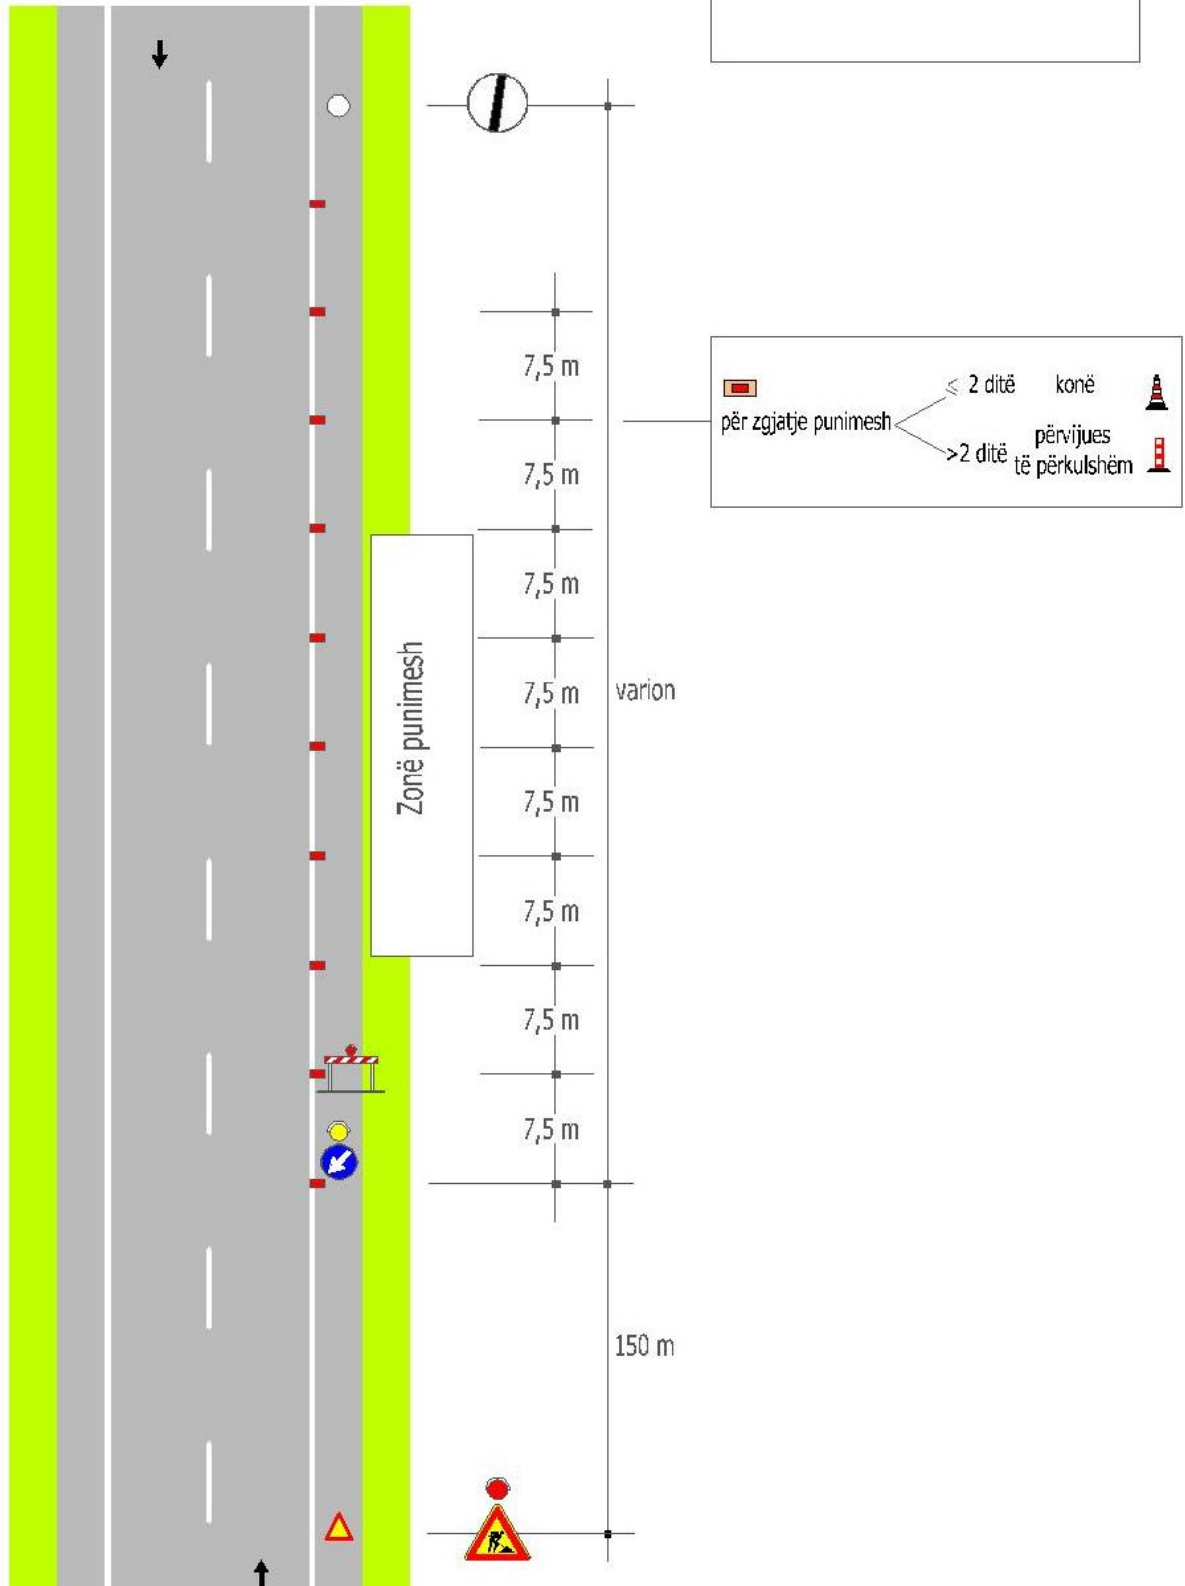 7,5 m
≤ 2 ditë konë
për zgjatje punimesh
>2 ditë përvijues
të përkulshëm
7,5 m
7,5 m
Zonë punimesh
7,5 m
varion
7,5 m
7,5 m
7,5 m
7,5 m
150 m